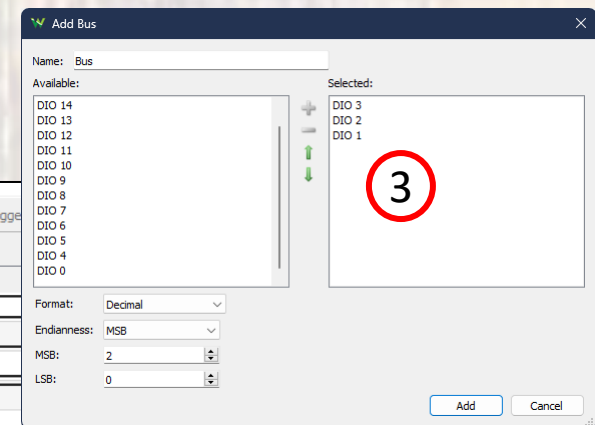 Add Bus
Name: Bus
Available:
Selected:
DIO 14
DIO 13
DIO 12
DIO 11
DIO 10
DIO 9
DIO 8
DIO 7
DIO 6
DIO 5
DIO 4
DIO 0
DIO 3
DIO 2
DIO 1
3
gge
Format: Decimal
Endianness: MSB
MSB: 2
LSB: 0
Add Cancel